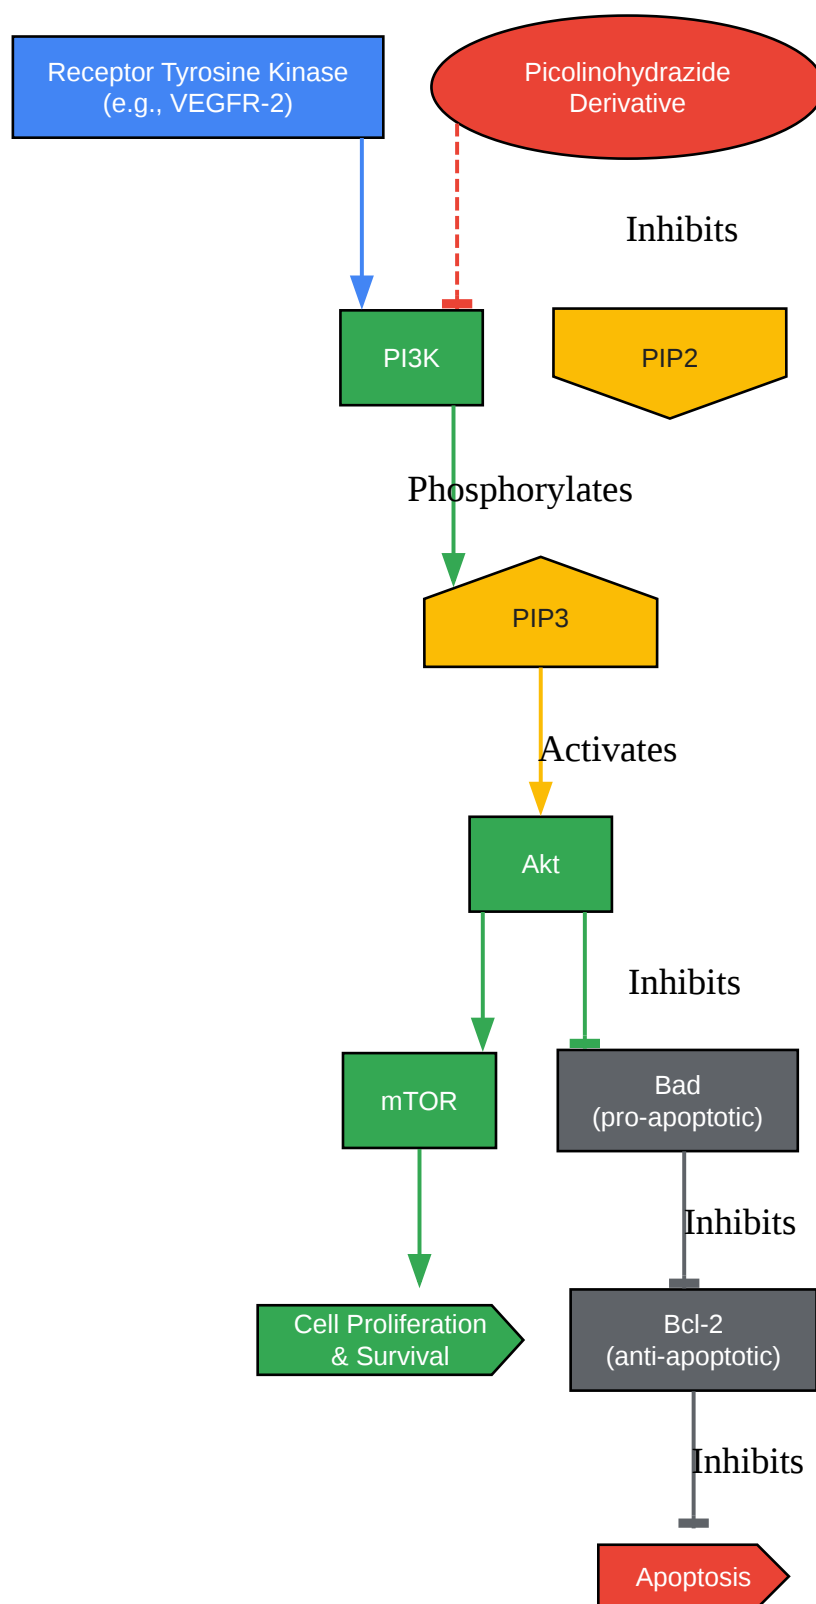 Receptor Tyrosine Kinase
(e.g., VEGFR-2)
Picolinohydrazide
Derivative
Inhibits
PI3K
PIP2
Phosphorylates
PIP3
Activates
Akt
Inhibits
mTOR
Bad
(pro-apoptotic)
Inhibits
Cell Proliferation
& Survival
Bcl-2
(anti-apoptotic)
Inhibits
Apoptosis